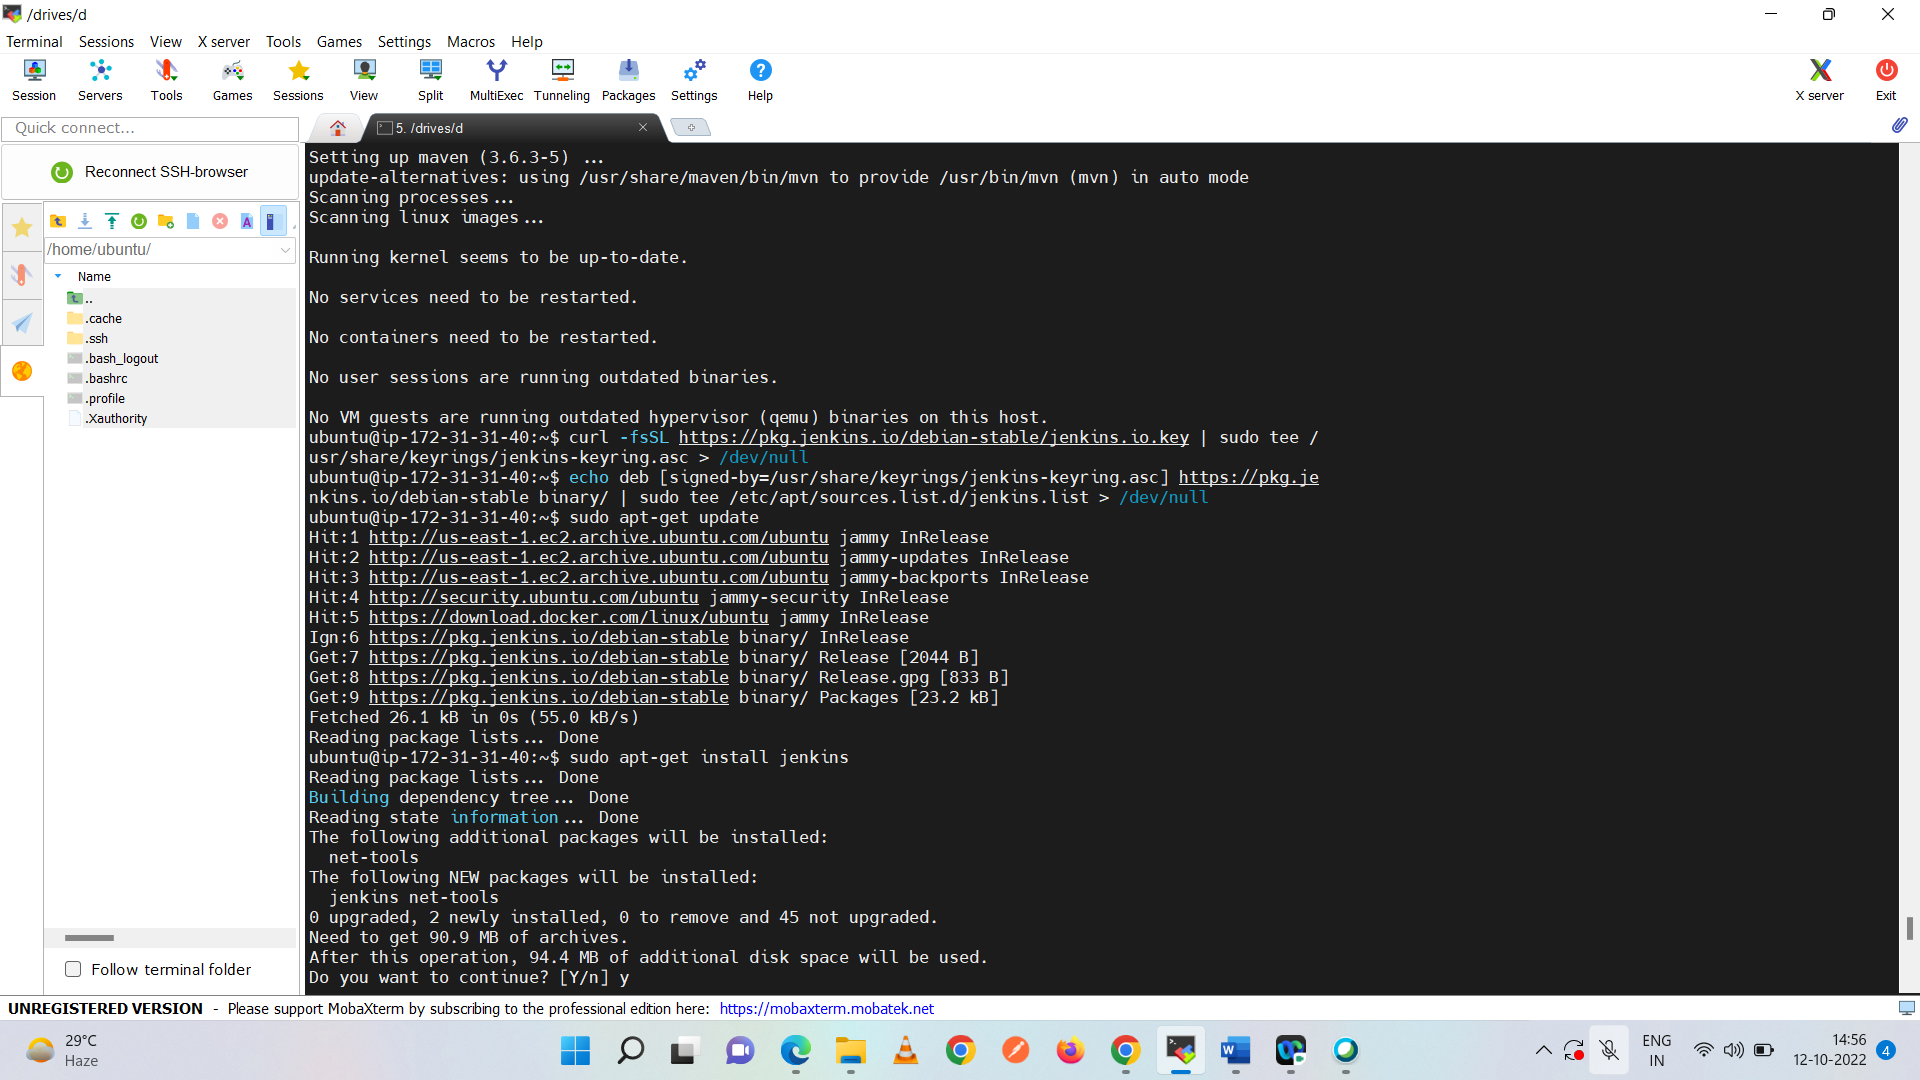 /drives/d
Terminal Sessions View X server Tools Games Settings Macros Help
Session Servers Tools Games Sessions View Split MultiExec Tunneling Packages Settings Help X server Exit
Quick connect...
5. /drives/d
Reconnect SSH-browser
/home/ubuntu/
Name
..
.cache
.ssh
.bash_logout
.bashrc
.profile
.Xauthority
Follow terminal folder
Setting up maven (3.6.3-5) ...
update-alternatives: using /usr/share/maven/bin/mvn to provide /usr/bin/mvn (mvn) in auto mode
Scanning processes...
Scanning linux images...
Running kernel seems to be up-to-date.
No services need to be restarted.
No containers need to be restarted.
No user sessions are running outdated binaries.
No VM guests are running outdated hypervisor (qemu) binaries on this host.
ubuntu@ip-172-31-31-40:~$ curl -fsSL https://pkg.jenkins.io/debian-stable/jenkins.io.key | sudo tee /
usr/share/keyrings/jenkins-keyring.asc > /dev/null
ubuntu@ip-172-31-31-40:~$ echo deb [signed-by=/usr/share/keyrings/jenkins-keyring.asc] https://pkg.je
nkins.io/debian-stable binary/ | sudo tee /etc/apt/sources.list.d/jenkins.list > /dev/null
ubuntu@ip-172-31-31-40:~$ sudo apt-get update
Hit:1 http://us-east-1.ec2.archive.ubuntu.com/ubuntu jammy InRelease
Hit:2 http://us-east-1.ec2.archive.ubuntu.com/ubuntu jammy-updates InRelease
Hit:3 http://us-east-1.ec2.archive.ubuntu.com/ubuntu jammy-backports InRelease
Hit:4 http://security.ubuntu.com/ubuntu jammy-security InRelease
Hit:5 https://download.docker.com/linux/ubuntu jammy InRelease
Ign:6 https://pkg.jenkins.io/debian-stable binary/ InRelease
Get:7 https://pkg.jenkins.io/debian-stable binary/ Release [2044 B]
Get:8 https://pkg.jenkins.io/debian-stable binary/ Release.gpg [833 B]
Get:9 https://pkg.jenkins.io/debian-stable binary/ Packages [23.2 kB]
Fetched 26.1 kB in 0s (55.0 kB/s)
Reading package lists... Done
ubuntu@ip-172-31-31-40:~$ sudo apt-get install jenkins
Reading package lists... Done
Building dependency tree... Done
Reading state information... Done
The following additional packages will be installed:
net-tools
The following NEW packages will be installed:
jenkins net-tools
0 upgraded, 2 newly installed, 0 to remove and 45 not upgraded.
Need to get 90.9 MB of archives.
After this operation, 94.4 MB of additional disk space will be used.
Do you want to continue? [Y/n] y
UNREGISTERED VERSION - Please support MobaXterm by subscribing to the professional edition here: https://mobaxterm.mobatek.net
29°C
Haze
ENG
IN
14:56
12-10-2022
4